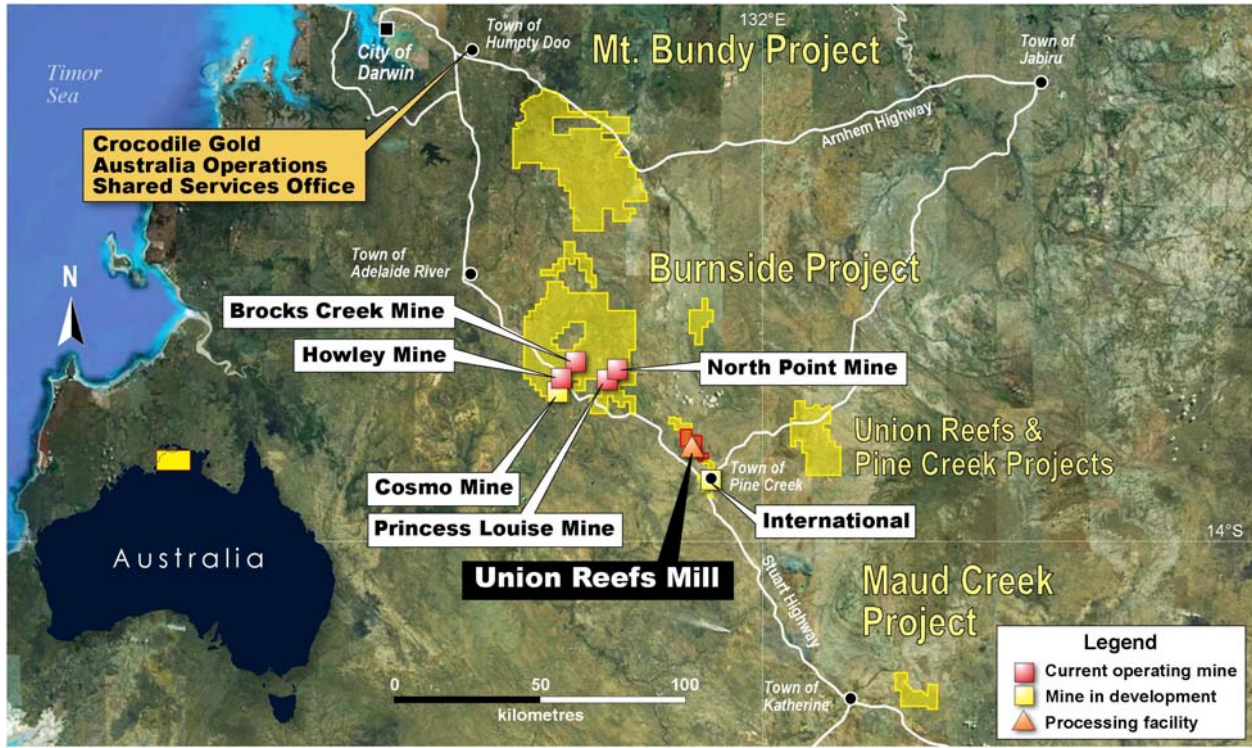 132°E
Town of
Humpty Doo
City of
Darwin
Mt. Bundy Project
Town of
Jabiru
Timor
Sea
Arnhem Highway
Crocodile Gold
Australia Operations
Shared Services Office
Town of
Adelaide River
Burnside Project
N
Brocks Creek Mine
Howley Mine
North Point Mine
Union Reefs &
Pine Creek Projects
Town of
Pine Creek
Cosmo Mine
Princess Louise Mine
International
14°S
Australia
Union Reefs Mill
Stuart Highway
Maud Creek
Project
Legend
Current operating mine
Mine in development
Processing facility
0 50 100
kilometres
Town of
Katherine